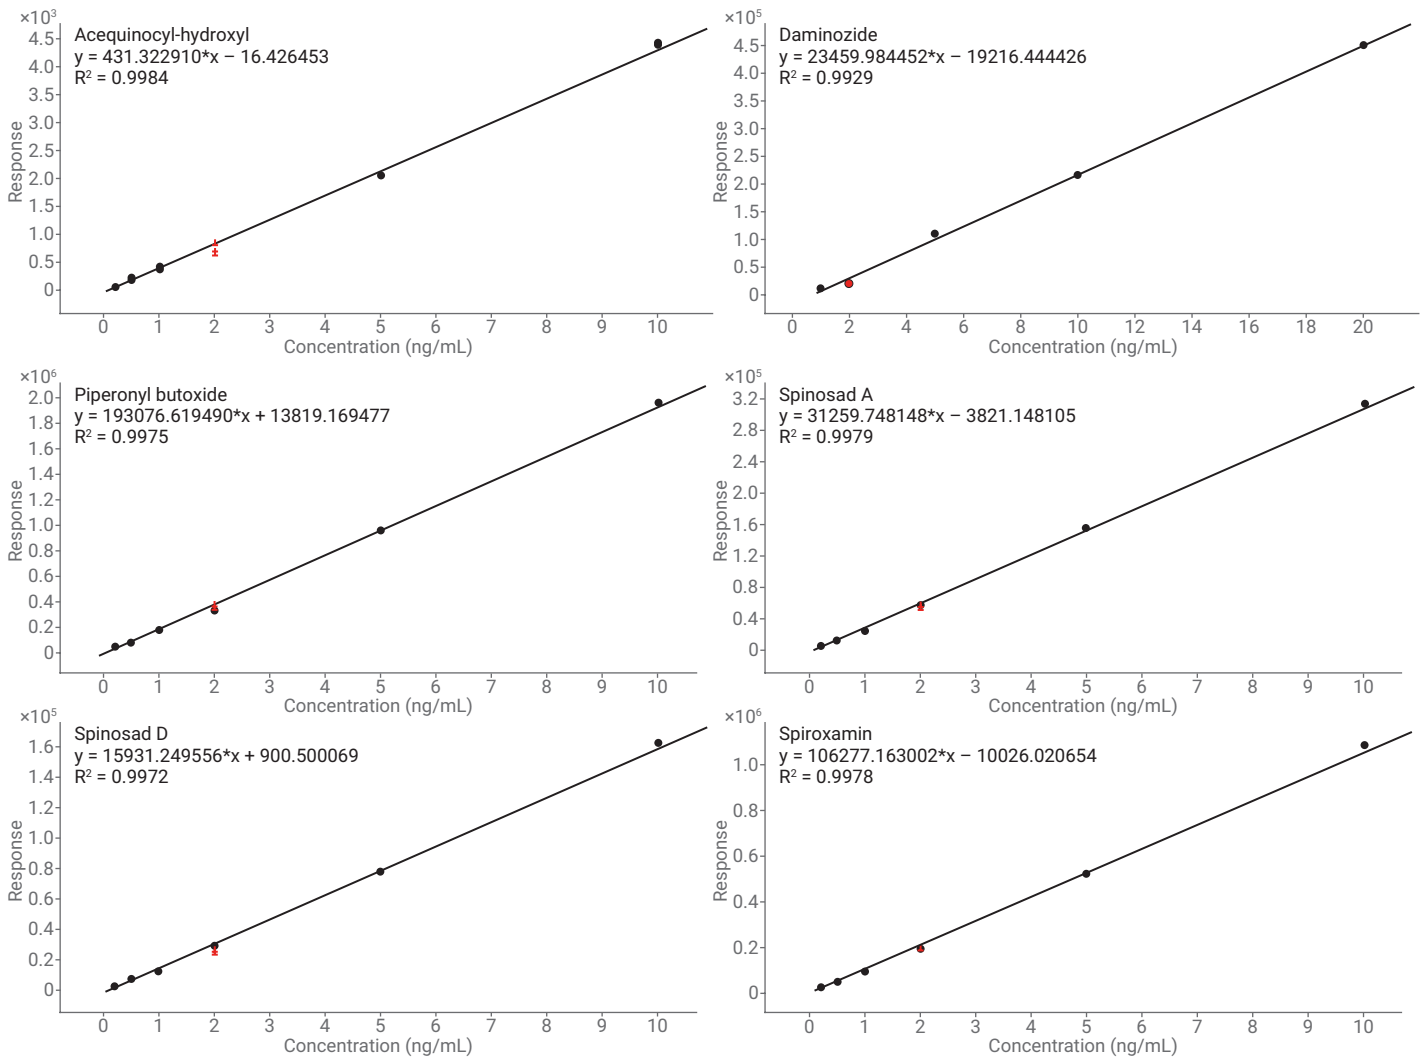 ×10³
Acequinocyl-hydroxyl
y = 431.322910*x – 16.426453
R² = 0.9984
4.5
4.0
3.5
3.0
2.5
2.0
1.5
1.0
0.5
0
Response
0 1 2 3 4 5 6 7 8 9 10
Concentration (ng/mL)
×10⁵
Daminozide
y = 23459.984452*x – 19216.444426
R² = 0.9929
4.5
4.0
3.5
3.0
2.5
2.0
1.5
1.0
0.5
0
Response
0 2 4 6 8 10 12 14 16 18 20
Concentration (ng/mL)
×10⁶
Piperonyl butoxide
y = 193076.619490*x + 13819.169477
R² = 0.9975
2.0
1.8
1.6
1.4
1.2
1.0
0.8
0.6
0.4
0.2
0
Response
0 1 2 3 4 5 6 7 8 9 10
Concentration (ng/mL)
×10⁵
Spinosad A
y = 31259.748148*x – 3821.148105
R² = 0.9979
3.2
2.8
2.4
2.0
1.6
1.2
0.8
0.4
0
Response
0 1 2 3 4 5 6 7 8 9 10
Concentration (ng/mL)
×10⁵
Spinosad D
y = 15931.249556*x + 900.500069
R² = 0.9972
1.6
1.4
1.2
1.0
0.8
0.6
0.4
0.2
0
Response
0 1 2 3 4 5 6 7 8 9 10
Concentration (ng/mL)
×10⁶
Spiroxamin
y = 106277.163002*x – 10026.020654
R² = 0.9978
1.0
0.8
0.6
0.4
0.2
0
Response
0 1 2 3 4 5 6 7 8 9 10
Concentration (ng/mL)